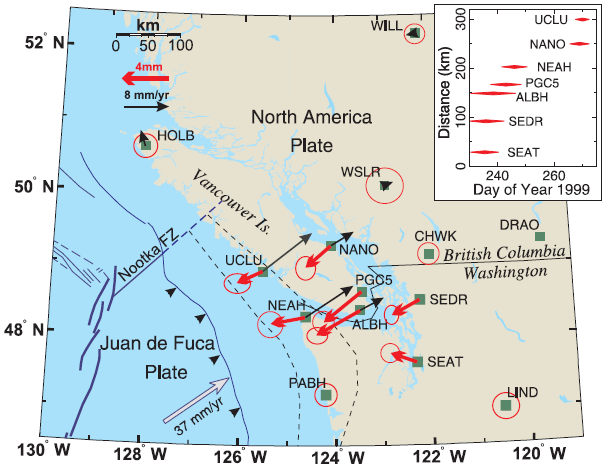 52°N
50°N
48°N
130°W
128°W
126°W
124°W
122°W
120°W
km
0 50 100
4mm
8 mm/yr
WILL
HOLB
North America
Plate
WSLR
Vancouver Is.
Nootka FZ
UCLU
NANO
CHWK
DRAO
British Columbia
Washington
PGC5
NEAH
ALBH
SEDR
Juan de Fuca
Plate
SEAT
PABH
LIND
37 mm/yr
Distance (km)
300
200
100
0
UCLU
NANO
NEAH
PGC5
ALBH
SEDR
SEAT
240
260
Day of Year 1999